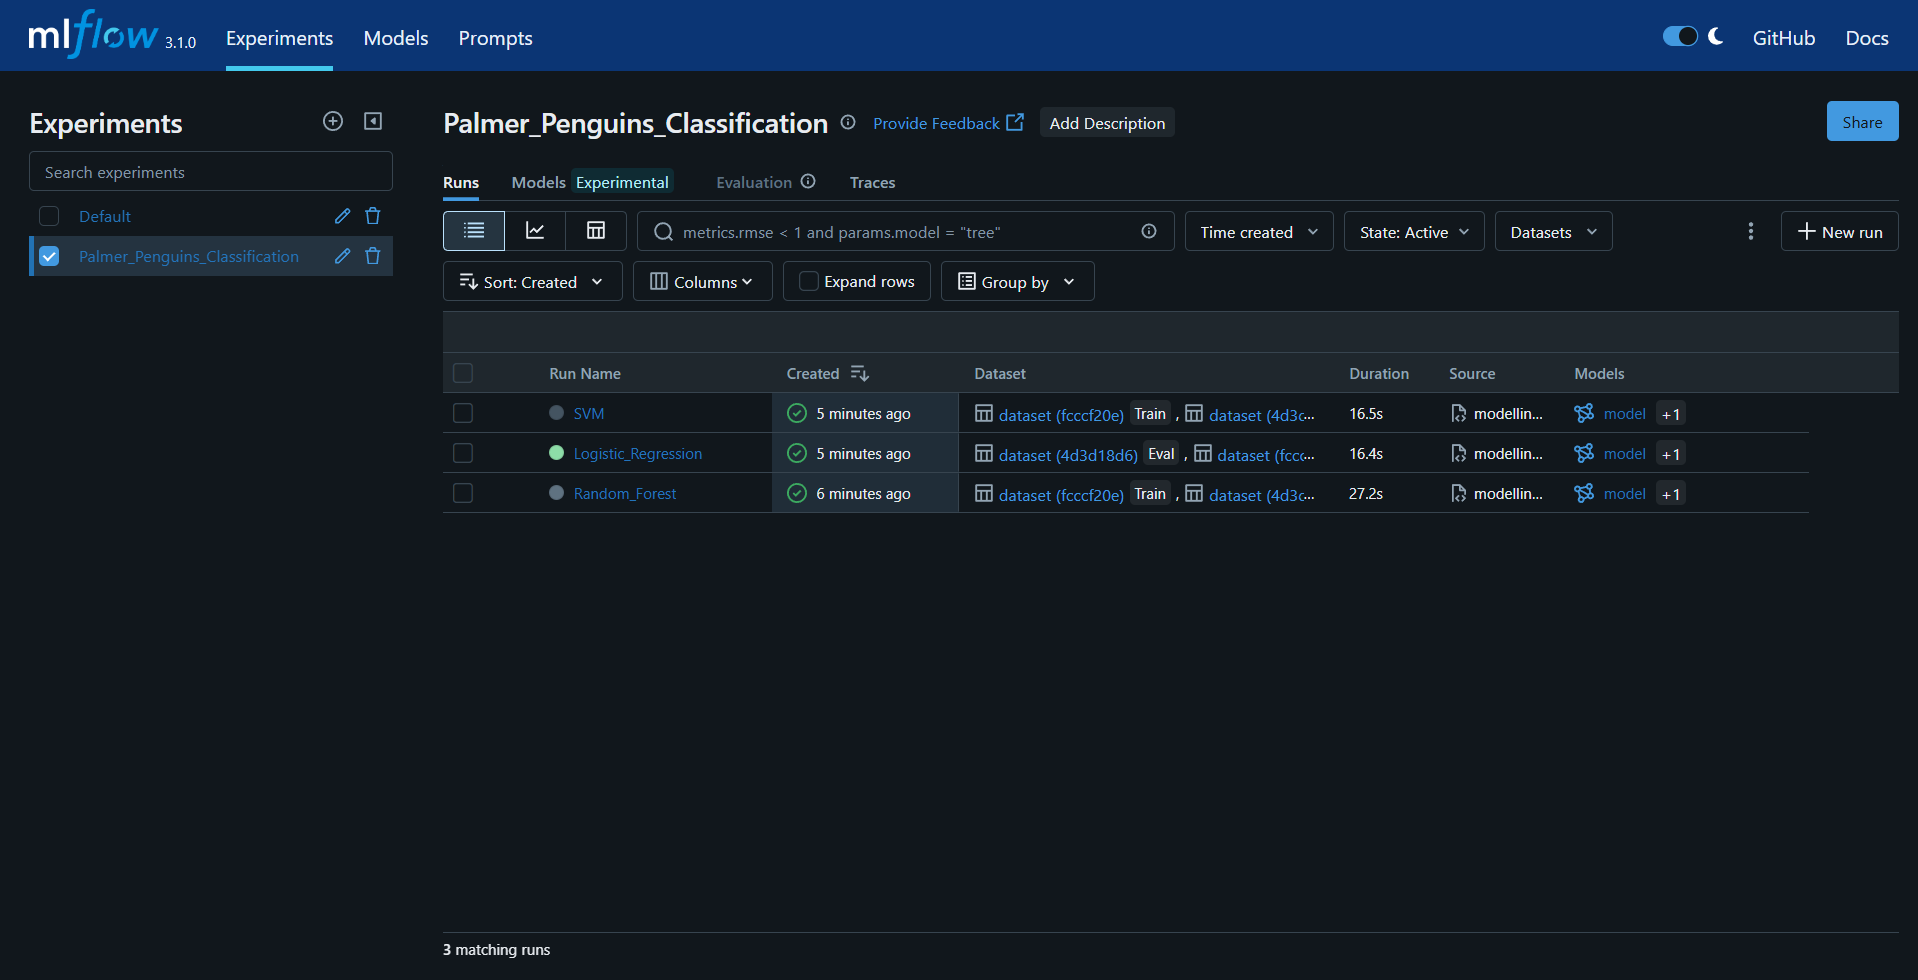 mlflow 3.1.0 Experiments Models Prompts GitHub Docs
Experiments
Search experiments
Default
Palmer_Penguins_Classification
Palmer_Penguins_Classification Provide Feedback Add Description Share
Runs Models Experimental Evaluation Traces
metrics.rmse < 1 and params.model = "tree" Time created State: Active Datasets New run
Sort: Created Columns Expand rows Group by
Run Name Created Dataset Duration Source Models
SVM 5 minutes ago dataset (fcccf20e) Train , dataset (4d3c... 16.5s modellin... model +1
Logistic_Regression 5 minutes ago dataset (4d3d18d6) Eval , dataset (fccc... 16.4s modellin... model +1
Random_Forest 6 minutes ago dataset (fcccf20e) Train , dataset (4d3c... 27.2s modellin... model +1
3 matching runs